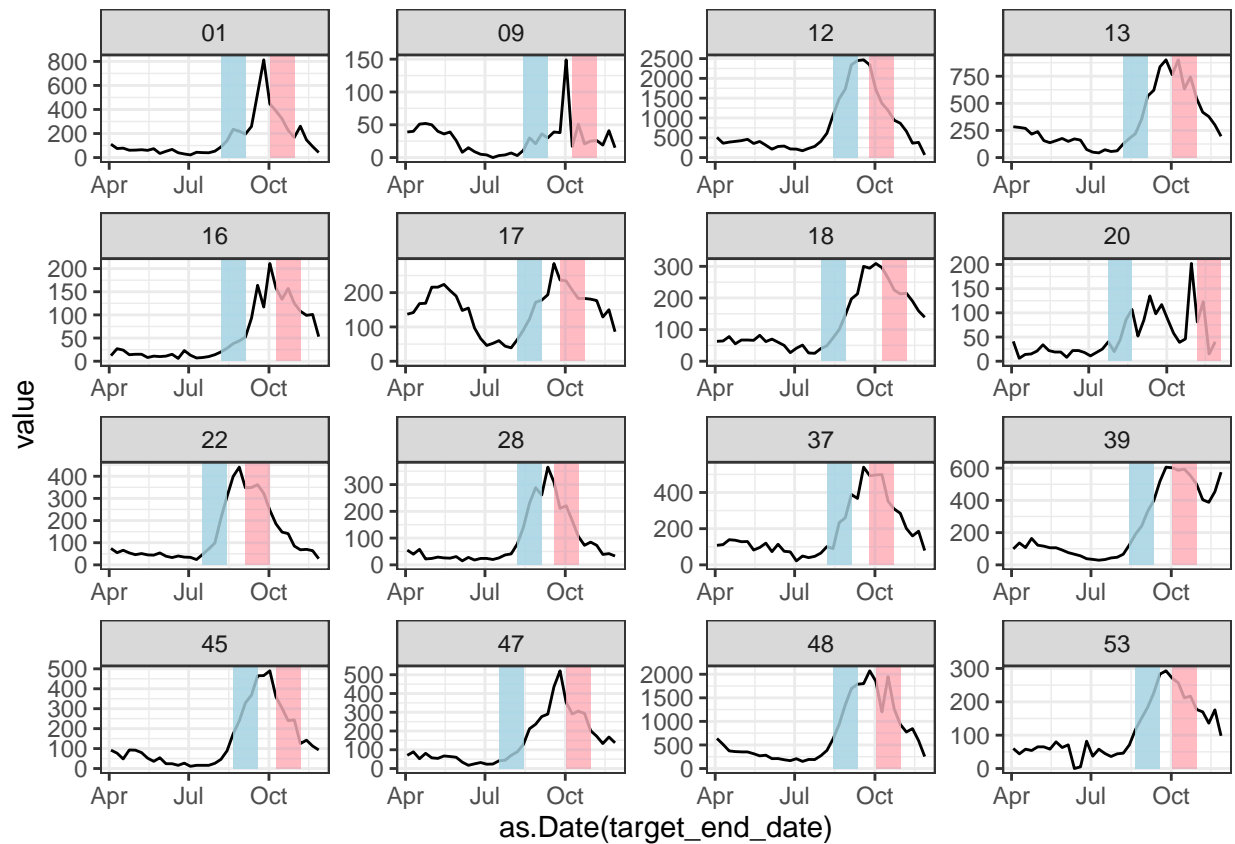 01 09 12 13
800 150 2500 750
600 100 2000 500
400 50 1500 250
200 0 1000 0
0 500
0
Apr Jul Oct Apr Jul Oct Apr Jul Oct Apr Jul Oct
16 17 18 20
200 200 300 200
150 100 200 150
100 0 100 100
50 0 50
0 0
Apr Jul Oct Apr Jul Oct Apr Jul Oct Apr Jul Oct
value
22 28 37 39
400 300 400 600
300 200 200 400
200 100 0 200
100 0 0
0
Apr Jul Oct Apr Jul Oct Apr Jul Oct Apr Jul Oct
45 47 48 53
500 500 2000 300
400 400 1500 200
300 300 1000 100
200 200 500 0
100 100 0
0 0
Apr Jul Oct Apr Jul Oct Apr Jul Oct Apr Jul Oct
as.Date(target_end_date)